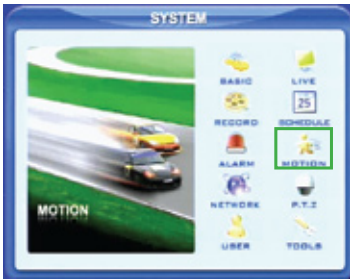 SYSTEM
BASIC LIVE
25
RECORD SCHEDULE
ALARM MOTION
MOTION
NETWORK P.T.Z
USER TOOLS